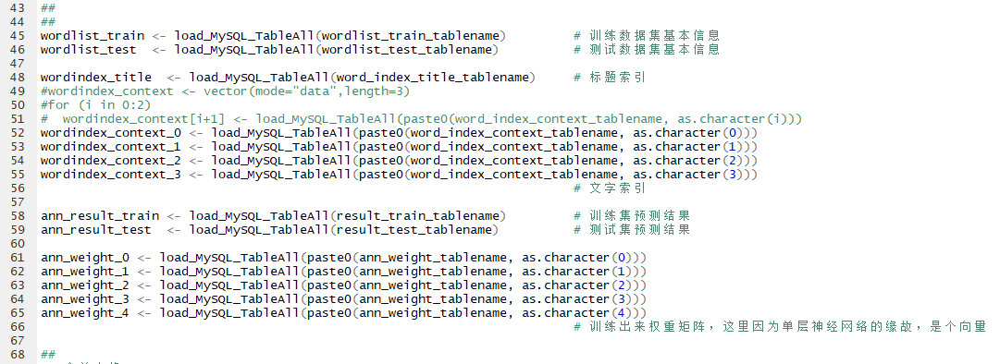 43 ##
44 ##
45 wordlist_train <- load_MySQL_TableAll(wordlist_train_tablename) # 训练数据集基本信息
46 wordlist_test <- load_MySQL_TableAll(wordlist_test_tablename) # 测试数据集基本信息
47
48 wordindex_title <- load_MySQL_TableAll(word_index_title_tablename) # 标题索引
49 #wordindex_context <- vector(mode="data",length=3)
50 #for (i in 0:2)
51 # wordindex_context[i+1] <- load_MySQL_TableAll(paste0(word_index_context_tablename, as.character(i)))
52 wordindex_context_0 <- load_MySQL_TableAll(paste0(word_index_context_tablename, as.character(0)))
53 wordindex_context_1 <- load_MySQL_TableAll(paste0(word_index_context_tablename, as.character(1)))
54 wordindex_context_2 <- load_MySQL_TableAll(paste0(word_index_context_tablename, as.character(2)))
55 wordindex_context_3 <- load_MySQL_TableAll(paste0(word_index_context_tablename, as.character(3)))
56 # 文字索引
57
58 ann_result_train <- load_MySQL_TableAll(result_train_tablename) # 训练集预测结果
59 ann_result_test <- load_MySQL_TableAll(result_test_tablename) # 测试集预测结果
60
61 ann_weight_0 <- load_MySQL_TableAll(paste0(ann_weight_tablename, as.character(0)))
62 ann_weight_1 <- load_MySQL_TableAll(paste0(ann_weight_tablename, as.character(1)))
63 ann_weight_2 <- load_MySQL_TableAll(paste0(ann_weight_tablename, as.character(2)))
64 ann_weight_3 <- load_MySQL_TableAll(paste0(ann_weight_tablename, as.character(3)))
65 ann_weight_4 <- load_MySQL_TableAll(paste0(ann_weight_tablename, as.character(4)))
66 # 训练出来权重矩阵，这里因为单层神经网络的缘故，是个向量
67
68 ##